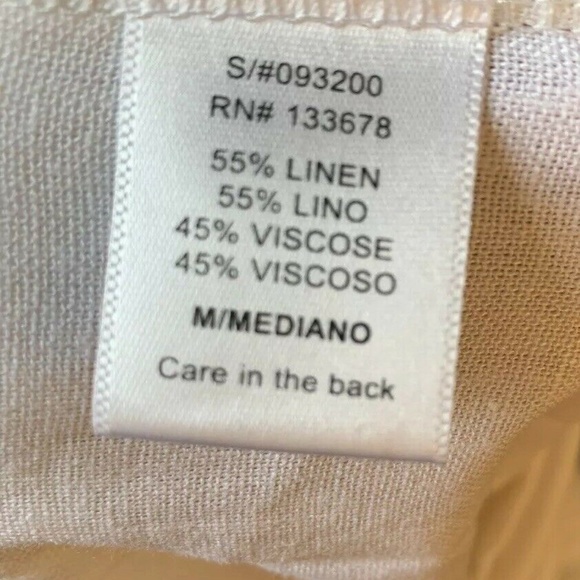 S/#093200
RN# 133678
55% LINEN
55% LINO
45% VISCOSE
45% VISCOSO
M/MEDIANO
Care in the back